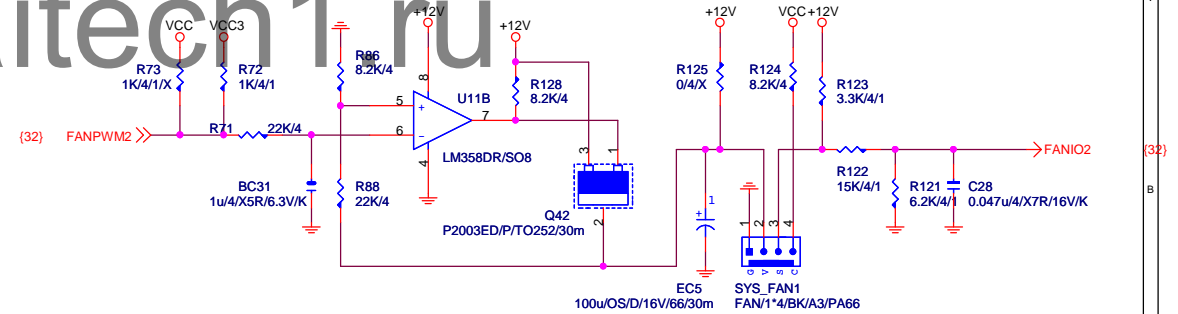 aitech1.ru
VCC
VCC3
+12V
+12V
+12V
VCC
+12V
R73
1K/4/1/X
R72
1K/4/1
R86
8.2K/4
8
R128
8.2K/4
R125
0/4/X
R124
8.2K/4
R123
3.3K/4/1
U11B
5
+
7
6
-
4
LM358DR/SO8
{32}
FANPWM2
R71
22K/4
3
1
FANIO2
{32}
B
BC31
1u/4/X5R/6.3V/K
R88
22K/4
Q42
P2003ED/P/TO252/30m
2
R122
15K/4/1
R121
6.2K/4/1
C28
0.047u/4/X7R/16V/K
+
1
1
2
3
4
G
V
S
C
EC5
100u/OS/D/16V/66/30m
SYS_FAN1
FAN/1*4/BK/A3/PA66